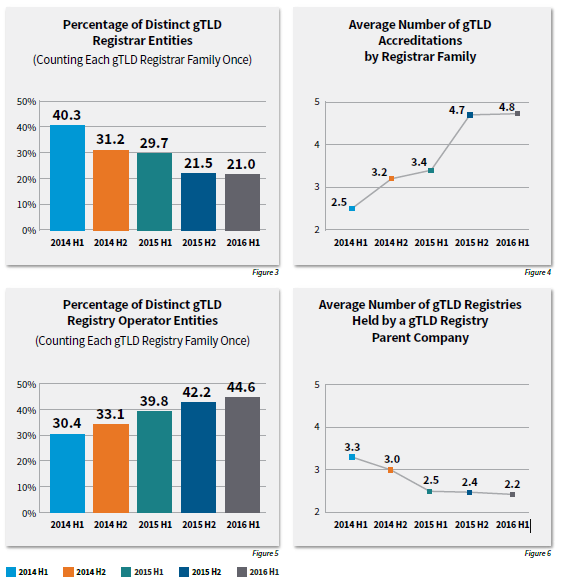 Percentage of Distinct gTLD
Registrar Entities
(Counting Each gTLD Registrar Family Once)
50%
40%
30%
20%
10%
0%
40.3
31.2
29.7
21.5
21.0
2014 H1 2014 H2 2015 H1 2015 H2 2016 H1
Figure 3
Average Number of gTLD
Accreditations
by Registrar Family
5
4
3
2
2.5
3.2
3.4
4.7
4.8
2014 H1 2014 H2 2015 H1 2015 H2 2016 H1
Figure 4
Percentage of Distinct gTLD
Registry Operator Entities
(Counting Each gTLD Registry Family Once)
50%
40%
30%
20%
10%
0%
30.4
33.1
39.8
42.2
44.6
2014 H1 2014 H2 2015 H1 2015 H2 2016 H1
Figure 5
Average Number of gTLD Registries
Held by a gTLD Registry
Parent Company
5
4
3
2
3.3
3.0
2.5
2.4
2.2
2014 H1 2014 H2 2015 H1 2015 H2 2016 H1
Figure 6
2014 H1 2014 H2 2015 H1 2015 H2 2016 H1